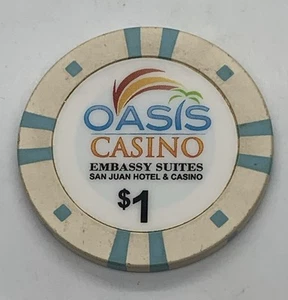 OASIS
CASINO
EMBASSY SUITES
SAN JUAN HOTEL & CASINO
$1